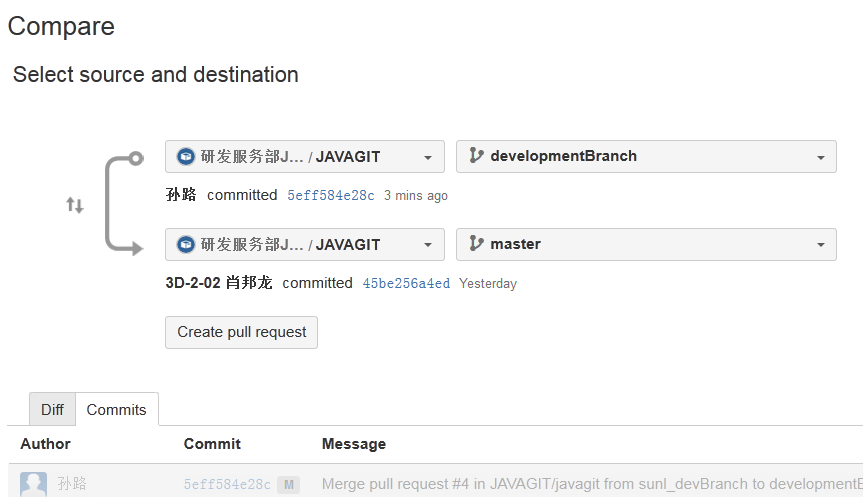 Compare
Select source and destination
研发服务部J... / JAVAGIT developmentBranch
孙路 committed 5eff584e28c 3 mins ago
研发服务部J... / JAVAGIT master
3D-2-02 肖邦龙 committed 45be256a4ed Yesterday
Create pull request
Diff Commits
Author Commit Message
孙路 5eff584e28c M Merge pull request #4 in JAVAGIT/javagit from sunl_devBranch to developmentB